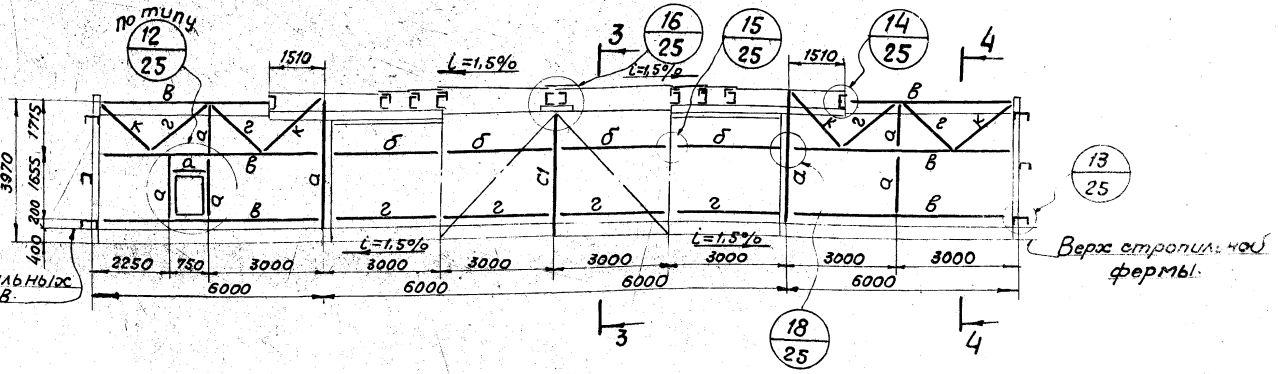 по типу
12
25
1510
i=1,5%
3
16
25
i=1,5%
15
25
1510
14
25
4
3970
1715
1655
200
400
в
к
г
а
г
к
а
а
а
в
а
б
б
б
б
г
г
с1
г
г
к
г
г
к
в
в
а
а
а
в
13
25
i=1,5%
i=1,5%
Верх стропильной
фермы.
2250
750
3000
3000
3000
3000
3000
3000
3000
6000
6000
6000
6000
льных
в.
3
18
25
4